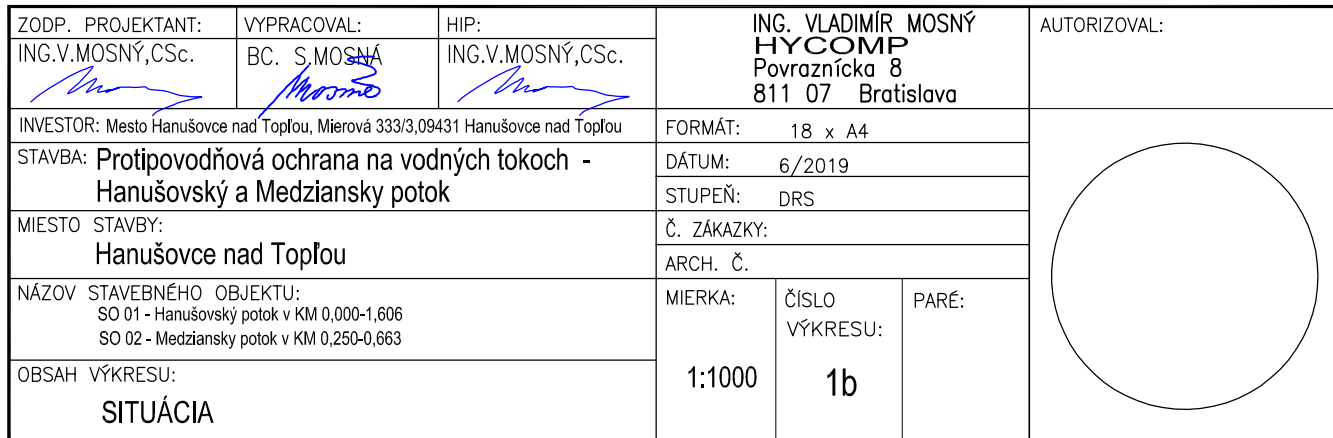 ZODP. PROJEKTANT:
ING.V.MOSNÝ,CSc.
VYPRACOVAL:
BC. S.MOSNÁ
HIP:
ING.V.MOSNÝ,CSc.
ING. VLADIMÍR MOSNÝ
HYCOMP
Povraznícka 8
811 07 Bratislava
AUTORIZOVAL:
INVESTOR: Mesto Hanušovce nad Topľou, Mierová 333/3,09431 Hanušovce nad Topľou
STAVBA: Protipovodňová ochrana na vodných tokoch -
Hanušovský a Medziansky potok
MIESTO STAVBY:
Hanušovce nad Topľou
NÁZOV STAVEBNÉHO OBJEKTU:
SO 01 - Hanušovský potok v KM 0,000-1,606
SO 02 - Medziansky potok v KM 0,250-0,663
OBSAH VÝKRESU:
SITUÁCIA
FORMÁT: 18 x A4
DÁTUM: 6/2019
STUPEŇ: DRS
Č. ZÁKAZKY:
ARCH. Č.
MIERKA:
1:1000
ČÍSLO
VÝKRESU:
1b
PARÉ: